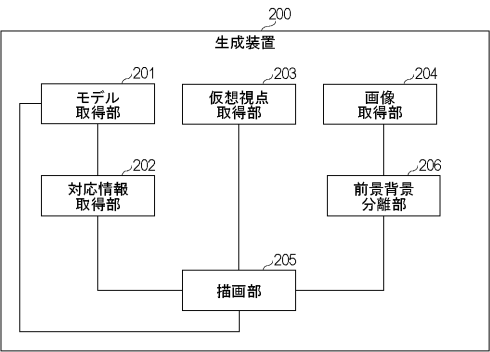 200
生成装置
201
モデル
取得部
203
仮想視点
取得部
204
画像
取得部
202
対応情報
取得部
206
前景背景
分離部
205
描画部